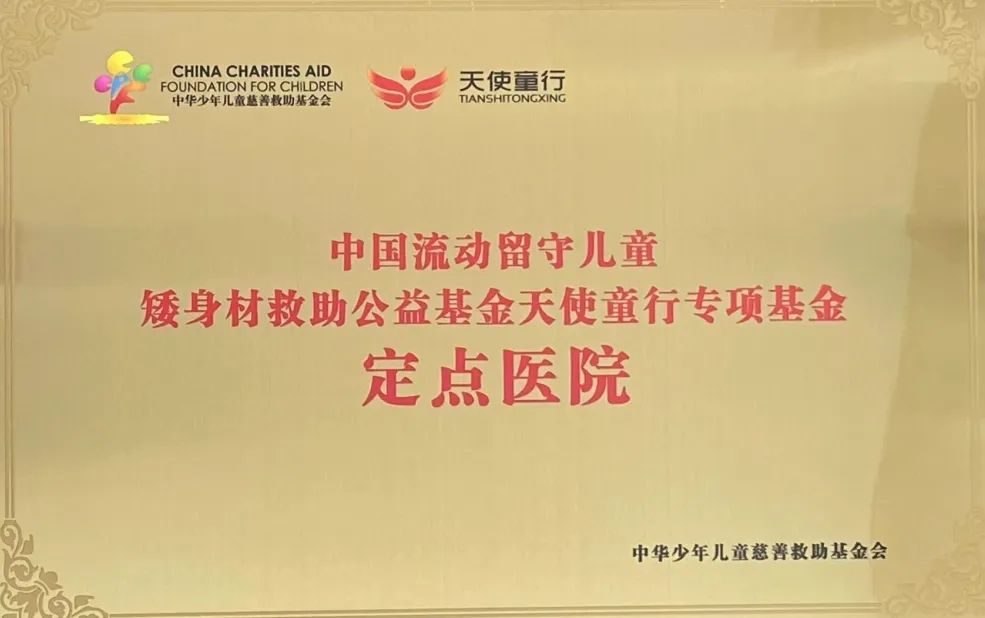 CHINA CHARITIES AID
FOUNDATION FOR CHILDREN
中华少年儿童慈善救助基金会
天使童行
TIANSHITONGXING
中国流动留守儿童
矮身材救助公益基金天使童行专项基金
定点医院
中华少年儿童慈善救助基金会